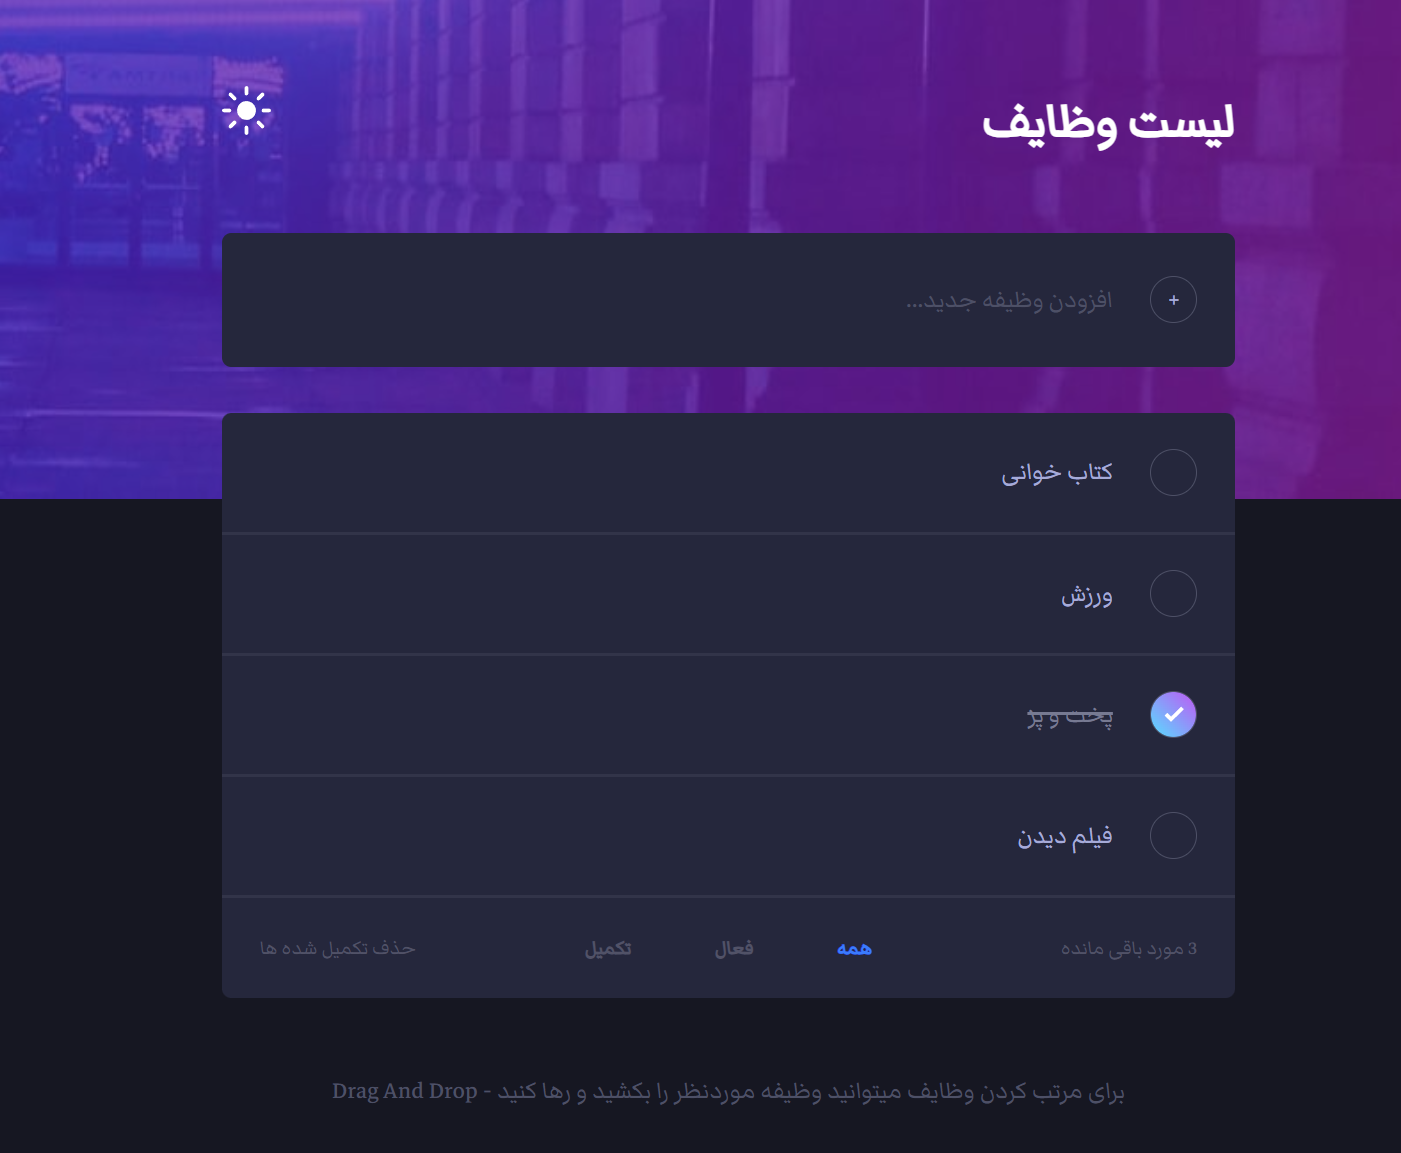 لیست وظایف
افزودن وظیفه جدید...
کتاب خوانی
ورزش
پخت و پز
فیلم دیدن
3 مورد باقی مانده
همه
فعال
تکمیل
حذف تکمیل شده ها
برای مرتب کردن وظایف میتوانید وظیفه موردنظر را بکشید و رها کنید - Drag And Drop